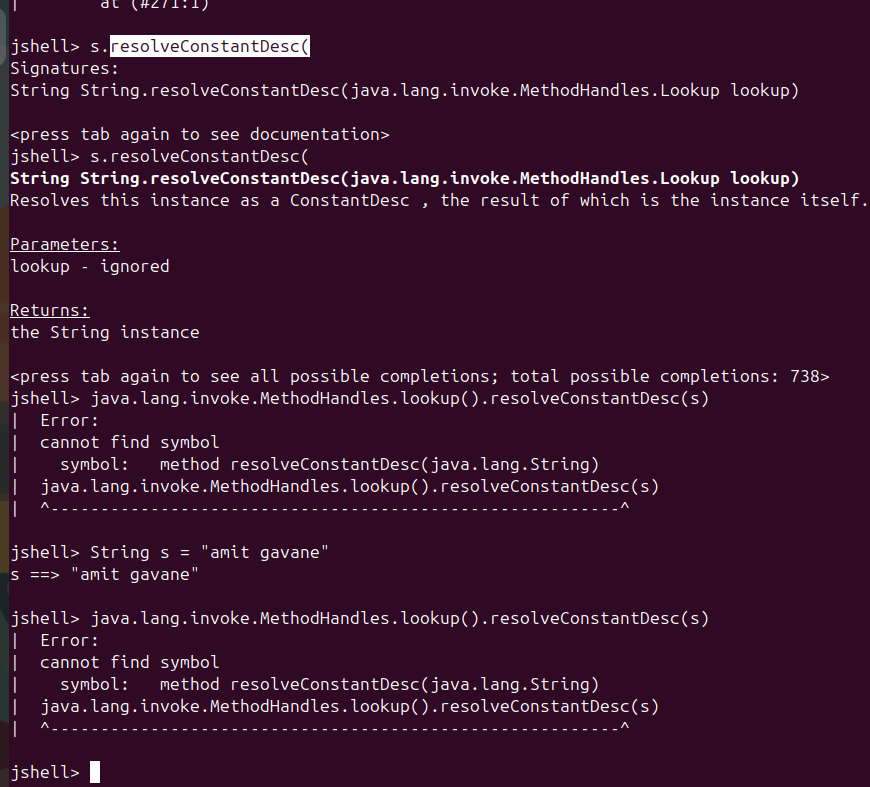 |        at (#271:1)
jshell> s.resolveConstantDesc(
Signatures:
String String.resolveConstantDesc(java.lang.invoke.MethodHandles.Lookup lookup)
<press tab again to see documentation>
jshell> s.resolveConstantDesc(
String String.resolveConstantDesc(java.lang.invoke.MethodHandles.Lookup lookup)
Resolves this instance as a ConstantDesc , the result of which is the instance itself.
Parameters:
lookup - ignored
Returns:
the String instance
<press tab again to see all possible completions; total possible completions: 738>
jshell> java.lang.invoke.MethodHandles.lookup().resolveConstantDesc(s)
|  Error:
|  cannot find symbol
|    symbol:   method resolveConstantDesc(java.lang.String)
|  java.lang.invoke.MethodHandles.lookup().resolveConstantDesc(s)
|  ^---------------------------------------------------------^
jshell> String s = "amit gavane"
s ==> "amit gavane"
jshell> java.lang.invoke.MethodHandles.lookup().resolveConstantDesc(s)
|  Error:
|  cannot find symbol
|    symbol:   method resolveConstantDesc(java.lang.String)
|  java.lang.invoke.MethodHandles.lookup().resolveConstantDesc(s)
|  ^---------------------------------------------------------^
jshell>